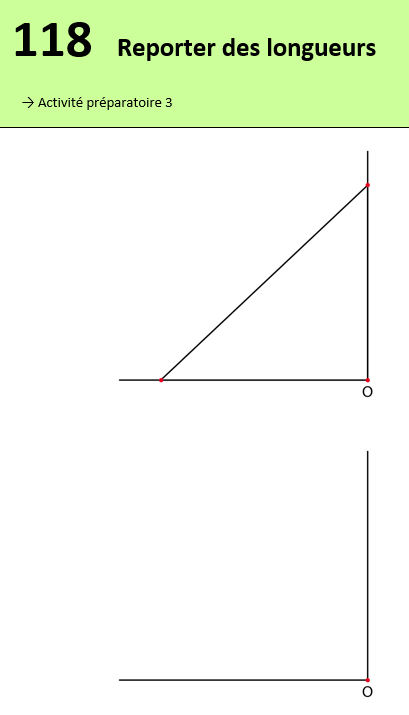 118 Reporter des longueurs
→ Activité préparatoire 3
O
O